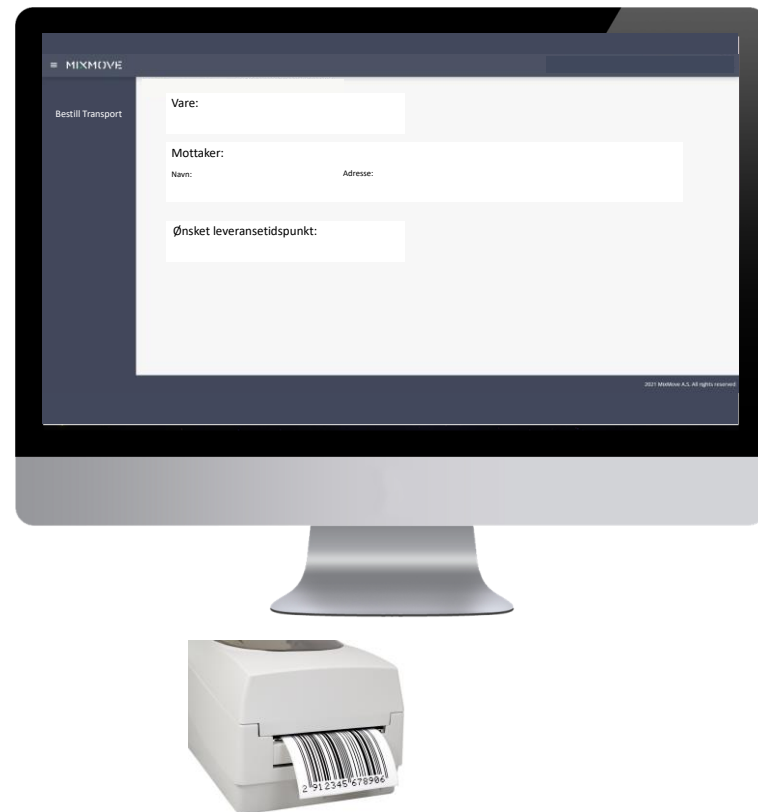 ≡ MIXMOVE
Bestill Transport
Vare:
Mottaker:
Navn: Adresse:
Ønsket leveransetidspunkt:
2021 MixMove A.S. All rights reserved
2 912345 678906